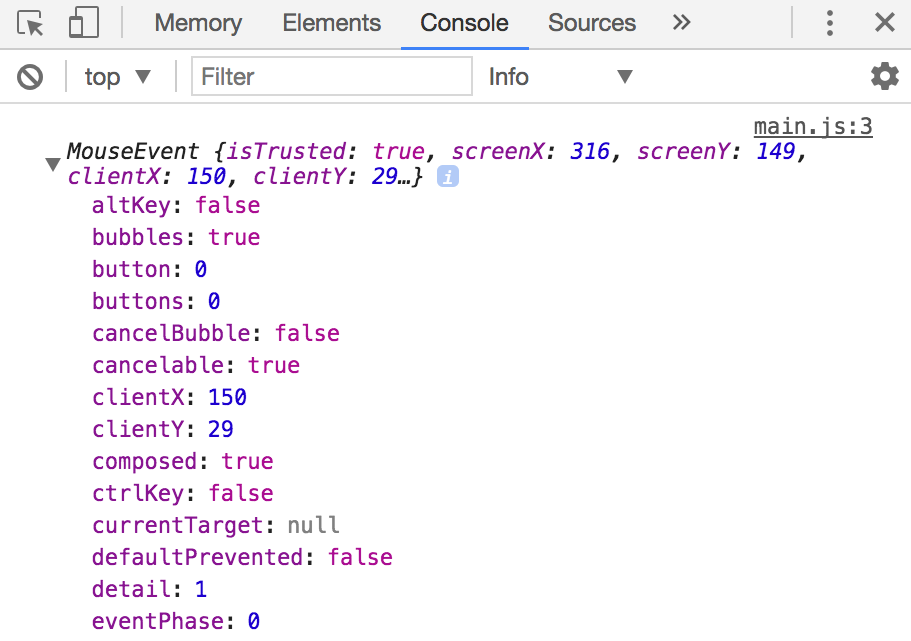 Memory Elements Console Sources
top Filter Info
main.js:3
MouseEvent {isTrusted: true, screenX: 316, screenY: 149,
clientX: 150, clientY: 29…} i
altKey: false
bubbles: true
button: 0
buttons: 0
cancelBubble: false
cancelable: true
clientX: 150
clientY: 29
composed: true
ctrlKey: false
currentTarget: null
defaultPrevented: false
detail: 1
eventPhase: 0